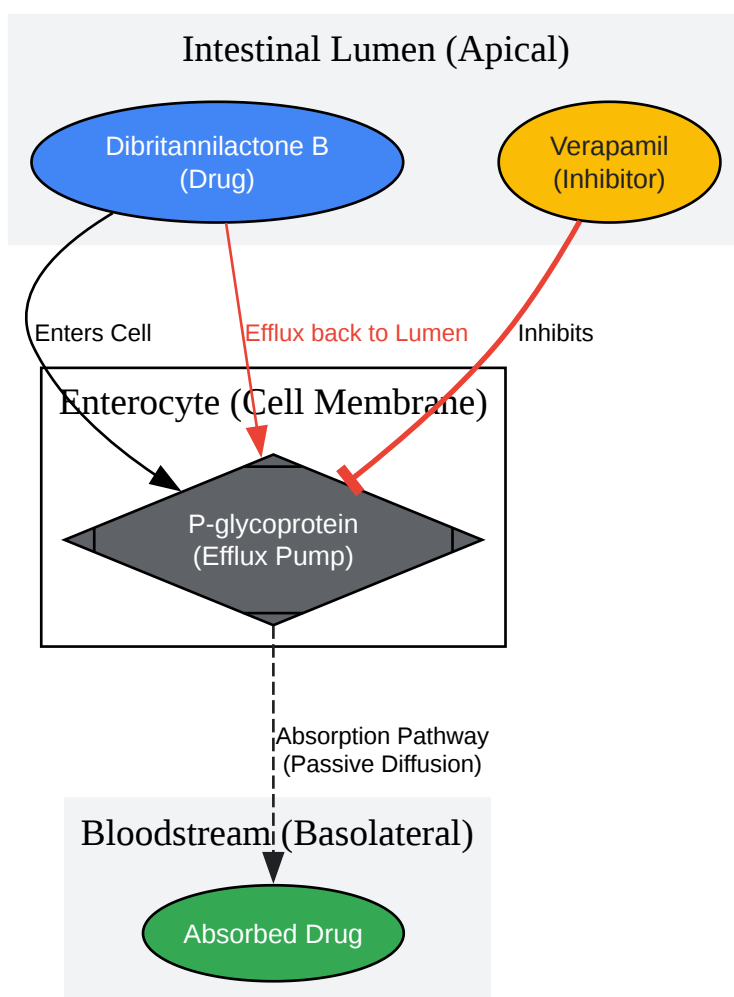 Intestinal Lumen (Apical)
Dibritannilactone B
(Drug)
Verapamil
(Inhibitor)
Enters Cell
Efflux back to Lumen
Inhibits
Enterocyte (Cell Membrane)
P-glycoprotein
(Efflux Pump)
Absorption Pathway
(Passive Diffusion)
Bloodstream (Basolateral)
Absorbed Drug